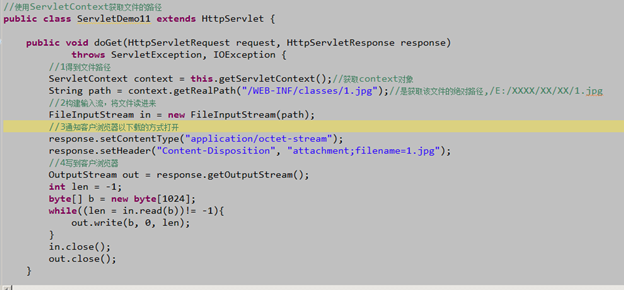 //使用ServletContext获取文件的路径
public class ServletDemo11 extends HttpServlet {
public void doGet(HttpServletRequest request, HttpServletResponse response)
throws ServletException, IOException {
//1得到文件路径
ServletContext context = this.getServletContext();//获取context对象
String path = context.getRealPath("/WEB-INF/classes/1.jpg");//是获取该文件的绝对路径,/E:/XXXX/XX/XX/1.jpg
//2构建输入流，将文件读进来
FileInputStream in = new FileInputStream(path);
//3通知客户浏览器以下载的方式打开
response.setContentType("application/octet-stream");
response.setHeader("Content-Disposition", "attachment;filename=1.jpg");
//4写到客户浏览器
OutputStream out = response.getOutputStream();
int len = -1;
byte[] b = new byte[1024];
while((len = in.read(b))!= -1){
out.write(b, 0, len);
}
in.close();
out.close();
}